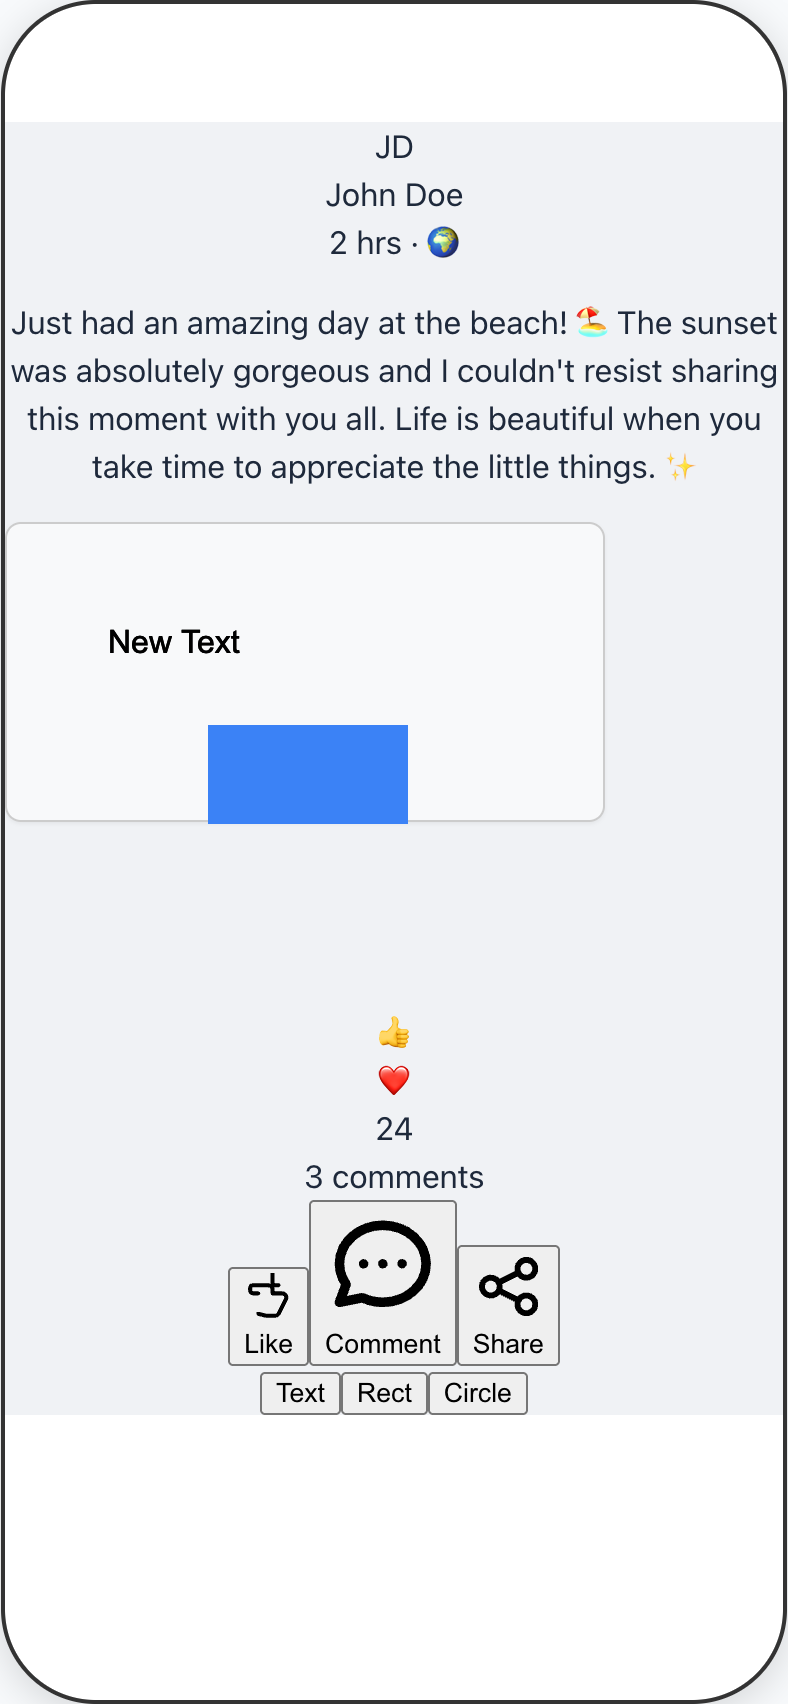 JD
John Doe
2 hrs · 🌍
Just had an amazing day at the beach! 🏖️ The sunset
was absolutely gorgeous and I couldn't resist sharing
this moment with you all. Life is beautiful when you
take time to appreciate the little things. ✨
New Text
👍
❤️
24
3 comments
Like Comment Share
Text Rect Circle